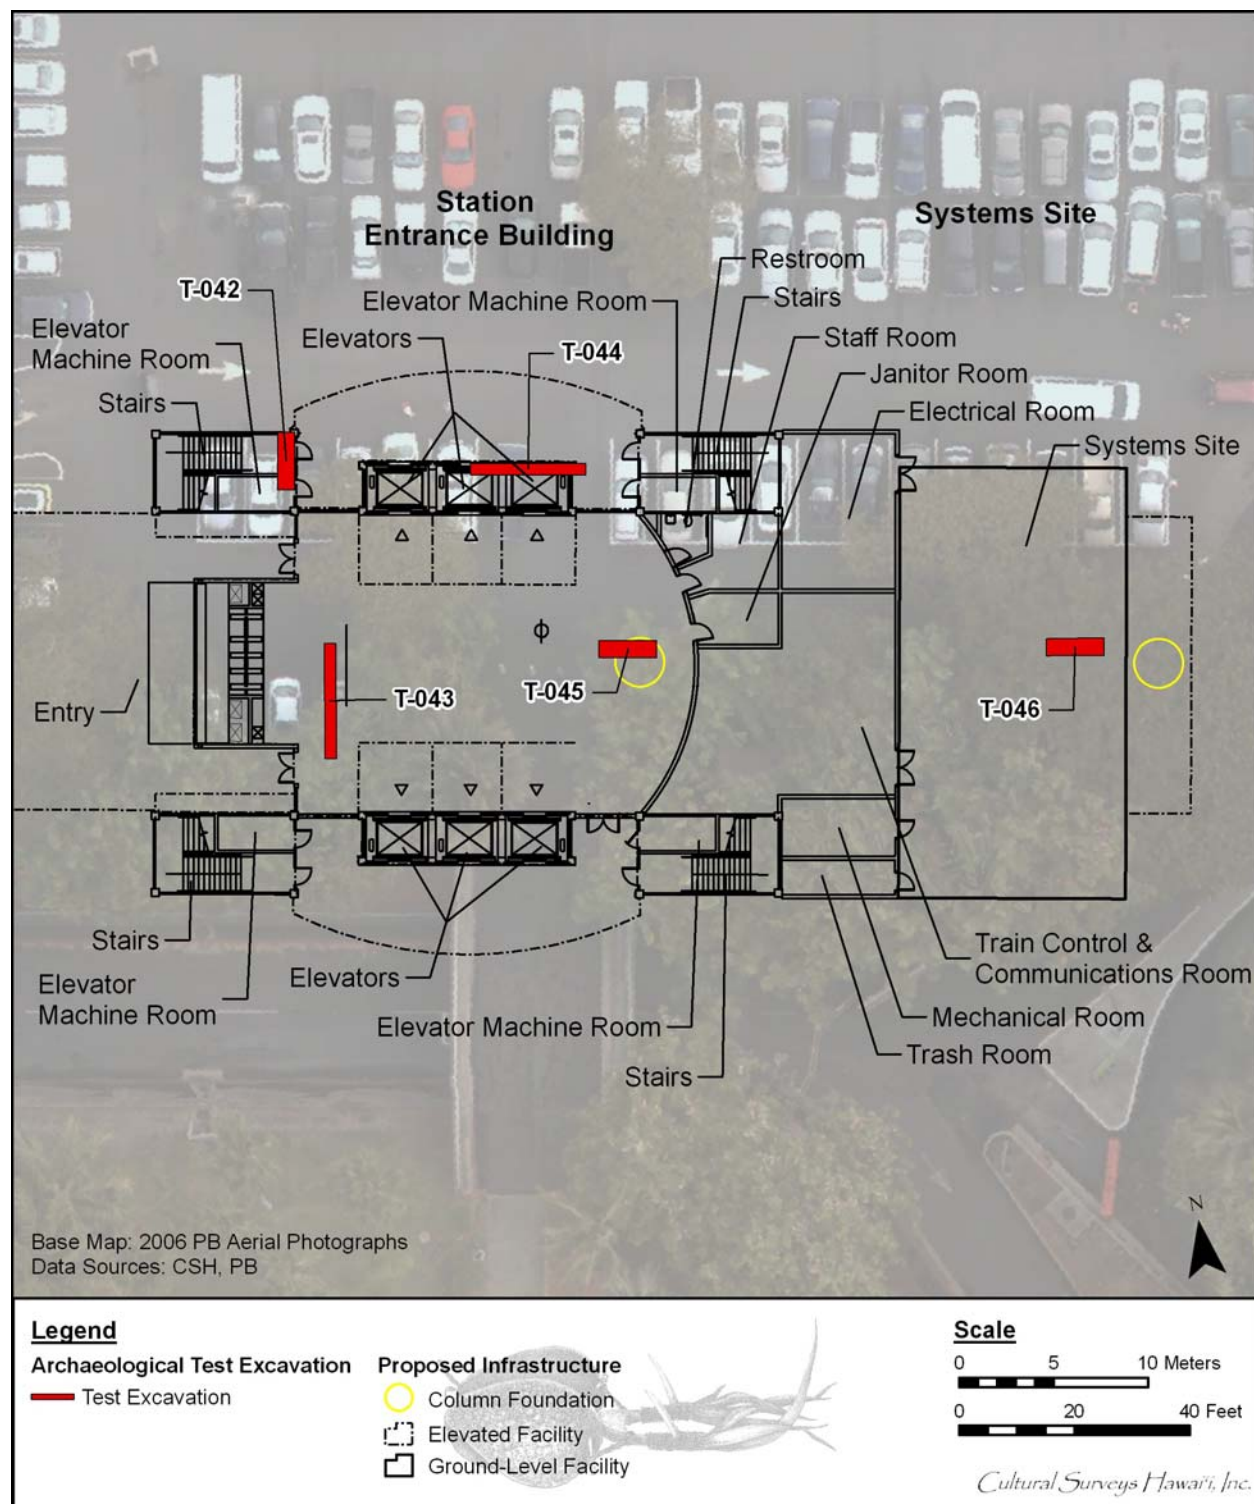 Station
Entrance Building
Systems Site
T-042
Restroom
Elevator Machine Room
Stairs
Elevator
Machine Room
Elevators
T-044
Staff Room
Janitor Room
Stairs
Electrical Room
Systems Site
Entry
T-043
T-045
T-046
Stairs
Elevator
Machine Room
Elevators
Elevator Machine Room
Stairs
Train Control &
Communications Room
Mechanical Room
Trash Room
N
Base Map: 2006 PB Aerial Photographs
Data Sources: CSH, PB
Legend
Archaeological Test Excavation
Test Excavation
Proposed Infrastructure
Column Foundation
Elevated Facility
Ground-Level Facility
Scale
0 5 10 Meters
0 20 40 Feet
Cultural Surveys Hawai'i, Inc.